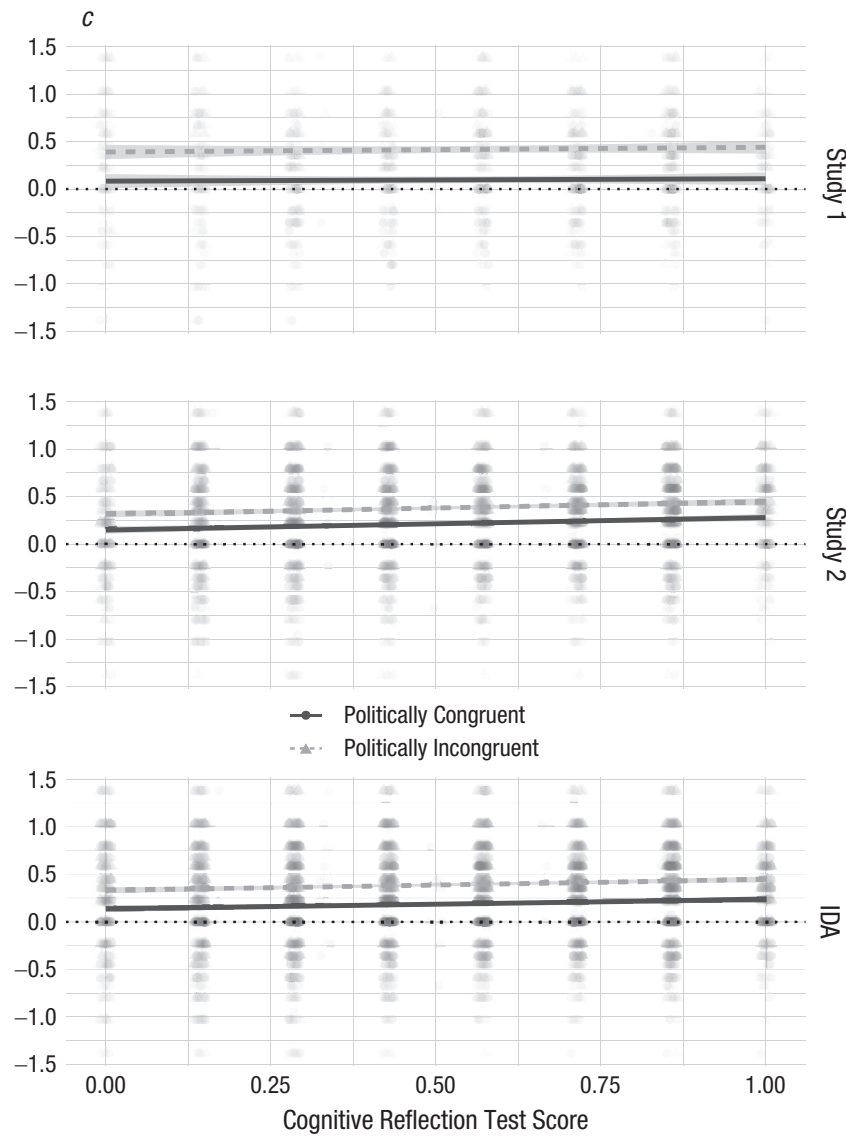 c
1.5
1.0
0.5
0.0
−0.5
−1.0
−1.5
Study 1
1.5
1.0
0.5
0.0
−0.5
−1.0
−1.5
Study 2
Politically Congruent
Politically Incongruent
1.5
1.0
0.5
0.0
−0.5
−1.0
−1.5
IDA
0.00 0.25 0.50 0.75 1.00
Cognitive Reflection Test Score